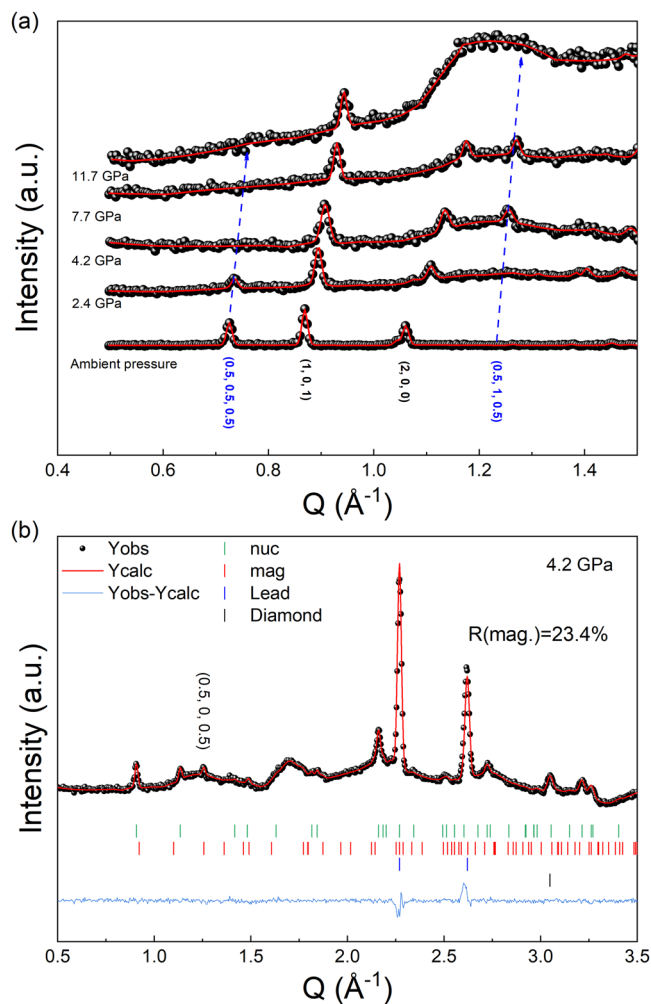 (a)
Intensity (a.u.)
11.7 GPa
7.7 GPa
4.2 GPa
2.4 GPa
Ambient pressure
(0.5, 0.5, 0.5)
(1, 0, 1)
(2, 0, 0)
(0.5, 1, 0.5)
0.4 0.6 0.8 1.0 1.2 1.4
Q (Å⁻¹)
(b)
Intensity (a.u.)
Yobs nuc
Ycalc mag
Yobs-Ycalc Lead
Diamond
4.2 GPa
R(mag.)=23.4%
(0.5, 0, 0.5)
0.5 1.0 1.5 2.0 2.5 3.0 3.5
Q (Å⁻¹)